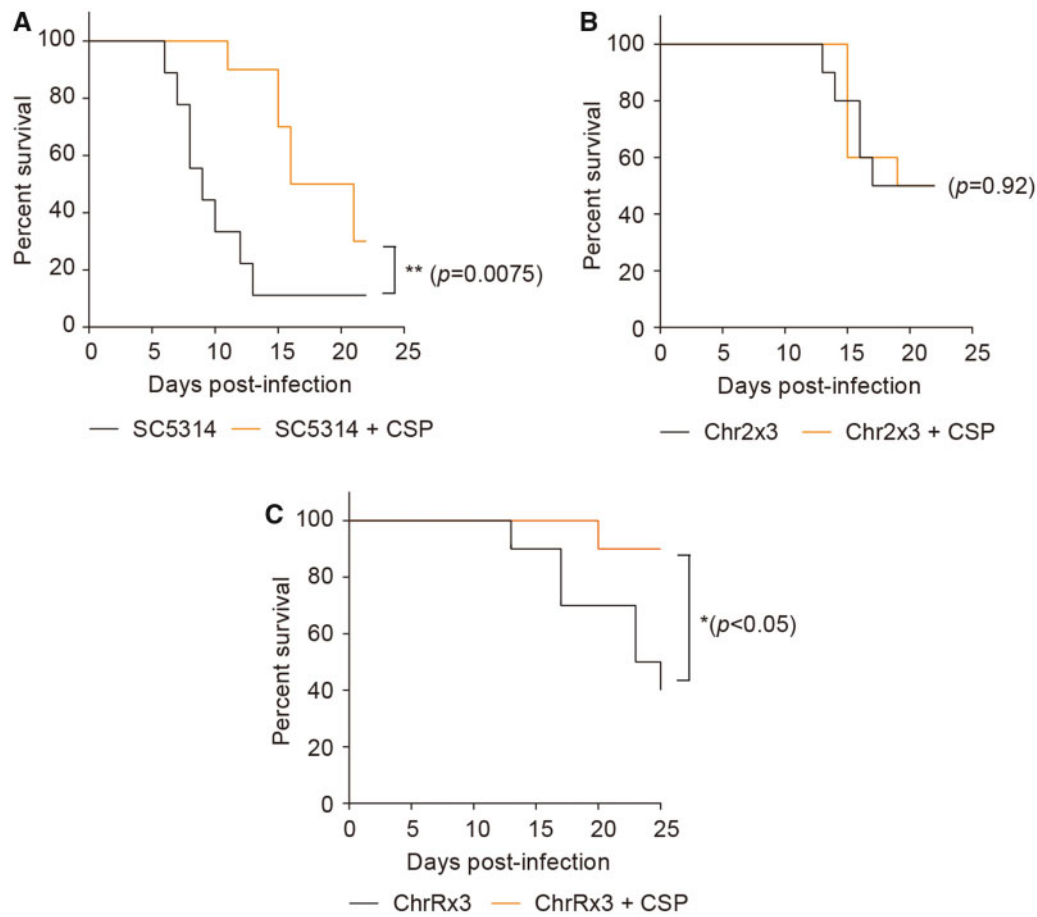 A
100
80
60
40
20
0
Percent survival
** (p=0.0075)
0 5 10 15 20 25
Days post-infection
SC5314 SC5314 + CSP
B
100
80
60
40
20
0
Percent survival
(p=0.92)
0 5 10 15 20 25
Days post-infection
Chr2x3 Chr2x3 + CSP
C
100
80
60
40
20
0
Percent survival
*(p<0.05)
0 5 10 15 20 25
Days post-infection
ChrRx3 ChrRx3 + CSP